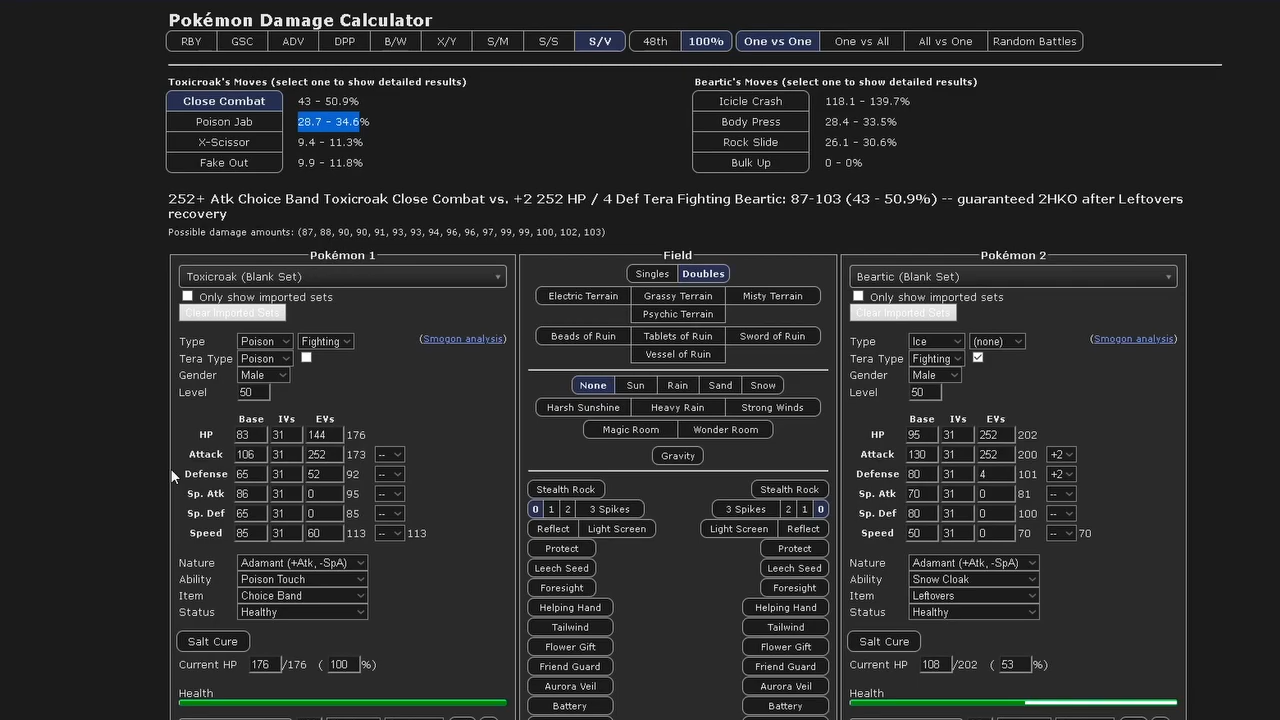 Pokémon Damage Calculator
RBY GSC ADV DPP B/W X/Y S/M S/S S/V 48th 100% One vs One One vs All All vs One Random Battles
Toxicroak's Moves (select one to show detailed results)
Close Combat 43 - 50.9%
Poison Jab 28.7 - 34.6%
X-Scissor 9.4 - 11.3%
Fake Out 9.9 - 11.8%
Beartic's Moves (select one to show detailed results)
Icicle Crash 118.1 - 139.7%
Body Press 28.4 - 33.5%
Rock Slide 26.1 - 30.6%
Bulk Up 0 - 0%
252+ Atk Choice Band Toxicroak Close Combat vs. +2 252 HP / 4 Def Tera Fighting Beartic: 87-103 (43 - 50.9%) -- guaranteed 2HKO after Leftovers
recovery
Possible damage amounts: (87, 88, 90, 90, 91, 93, 93, 94, 96, 96, 97, 99, 99, 100, 102, 103)
Pokémon 1
Toxicroak (Blank Set)
Only show imported sets
Clear Imported Sets
Type Poison Fighting (Smogon analysis)
Tera Type Poison
Gender Male
Level 50
Base IVs EVs
HP 83 31 144 176
Attack 106 31 252 173 --
Defense 65 31 52 92 --
Sp. Atk 86 31 0 95 --
Sp. Def 65 31 0 85 --
Speed 85 31 60 113 -- 113
Nature Adamant (+Atk, -SpA)
Ability Poison Touch
Item Choice Band
Status Healthy
Salt Cure
Current HP 176 /176 ( 100 %)
Health
Field
Singles Doubles
Electric Terrain Grassy Terrain Misty Terrain
Psychic Terrain
Beads of Ruin Tablets of Ruin Sword of Ruin
Vessel of Ruin
None Sun Rain Sand Snow
Harsh Sunshine Heavy Rain Strong Winds
Magic Room Wonder Room
Gravity
Stealth Rock Stealth Rock
0 1 2 3 Spikes 3 Spikes 2 1 0
Reflect Light Screen Light Screen Reflect
Protect Protect
Leech Seed Leech Seed
Foresight Foresight
Helping Hand Helping Hand
Tailwind Tailwind
Flower Gift Flower Gift
Friend Guard Friend Guard
Aurora Veil Aurora Veil
Battery Battery
Pokémon 2
Beartic (Blank Set)
Only show imported sets
Clear Imported Sets
Type Ice (none) (Smogon analysis)
Tera Type Fighting
Gender Male
Level 50
Base IVs EVs
HP 95 31 252 202
Attack 130 31 252 200 +2
Defense 80 31 4 101 +2
Sp. Atk 70 31 0 81 --
Sp. Def 80 31 0 100 --
Speed 50 31 0 70 -- 70
Nature Adamant (+Atk, -SpA)
Ability Snow Cloak
Item Leftovers
Status Healthy
Salt Cure
Current HP 108 /202 ( 53 %)
Health